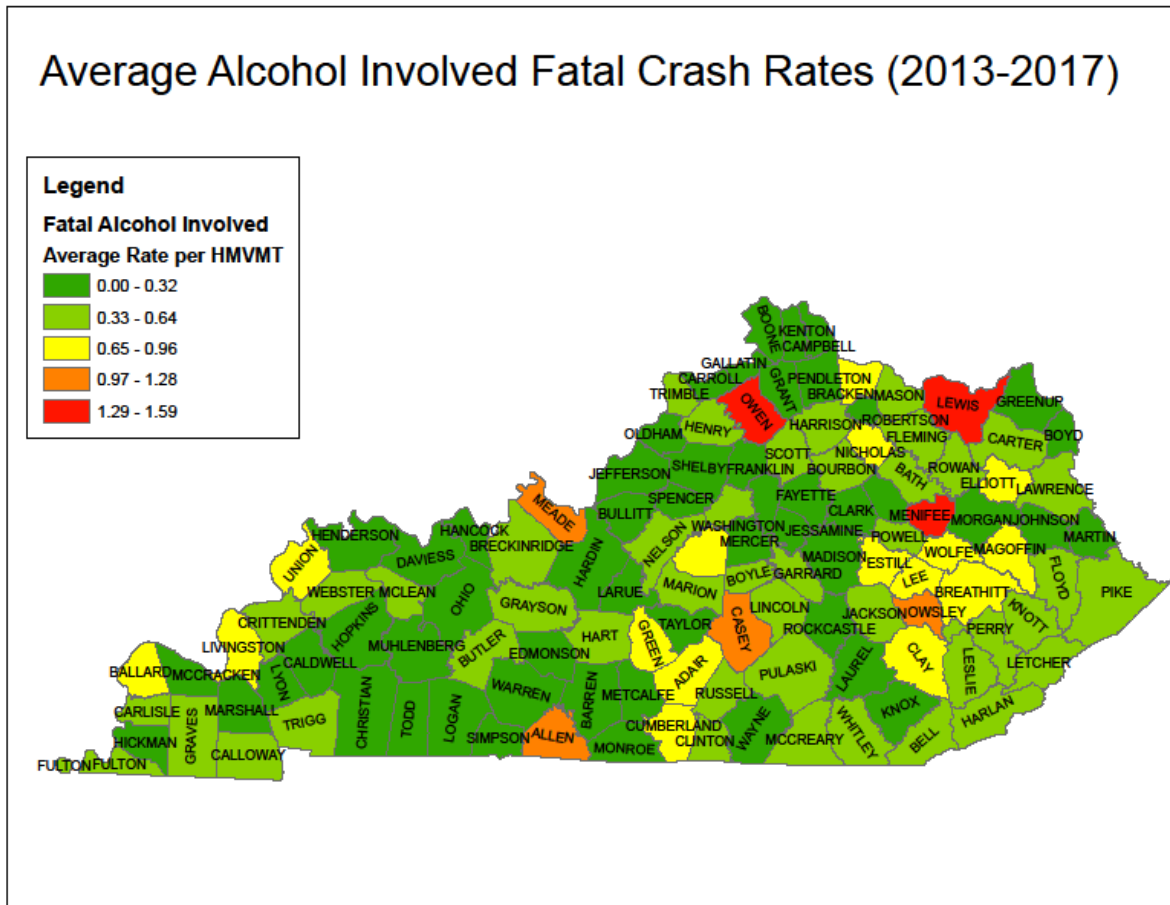 Average Alcohol Involved Fatal Crash Rates (2013-2017)
Legend
Fatal Alcohol Involved
Average Rate per HMVMT
0.00 - 0.32
0.33 - 0.64
0.65 - 0.96
0.97 - 1.28
1.29 - 1.59
BOONE
KENTON
CAMPBELL
GALLATIN
CARROLL
GRANT
PENDLETON
TRIMBLE
BRACKEN
MASON
LEWIS
GREENUP
OWEN
OLDHAM
HENRY
HARRISON
ROBERTSON
FLEMING
CARTER
BOYD
NICHOLAS
SCOTT
JEFFERSON
SHELBY
FRANKLIN
BOURBON
BATH
ROWAN
ELLIOTT
LAWRENCE
MEADE
BULLITT
SPENCER
FAYETTE
CLARK
MENIFEE
MORGAN
JOHNSON
MARTIN
HANCOCK
BRECKINRIDGE
HENDERSON
DAVIESS
HARDIN
NELSON
WASHINGTON
MERCER
JESSAMINE
MADISON
POWELL
ESTILL
WOLFE
MAGOFFIN
UNION
WEBSTER
MCLEAN
OHIO
LARUE
MARION
BOYLE
GARRARD
LEE
BREATHITT
FLOYD
PIKE
CRITTENDEN
HOPKINS
GRAYSON
HART
GREEN
TAYLOR
CASEY
LINCOLN
ROCKCASTLE
JACKSON
OWSLEY
PERRY
KNOTT
LIVINGSTON
CALDWELL
MUHLENBERG
BUTLER
EDMONSON
ADAIR
PULASKI
LAUREL
CLAY
LESLIE
LETCHER
BALLARD
MCCRACKEN
LYON
CHRISTIAN
TODD
LOGAN
WARREN
BARREN
METCALFE
RUSSELL
KNOX
HARLAN
CARLISLE
GRAVES
MARSHALL
TRIGG
SIMPSON
ALLEN
MONROE
CUMBERLAND
CLINTON
WAYNE
MCCREARY
WHITLEY
BELL
HICKMAN
FULTON
FULTON
CALLOWAY